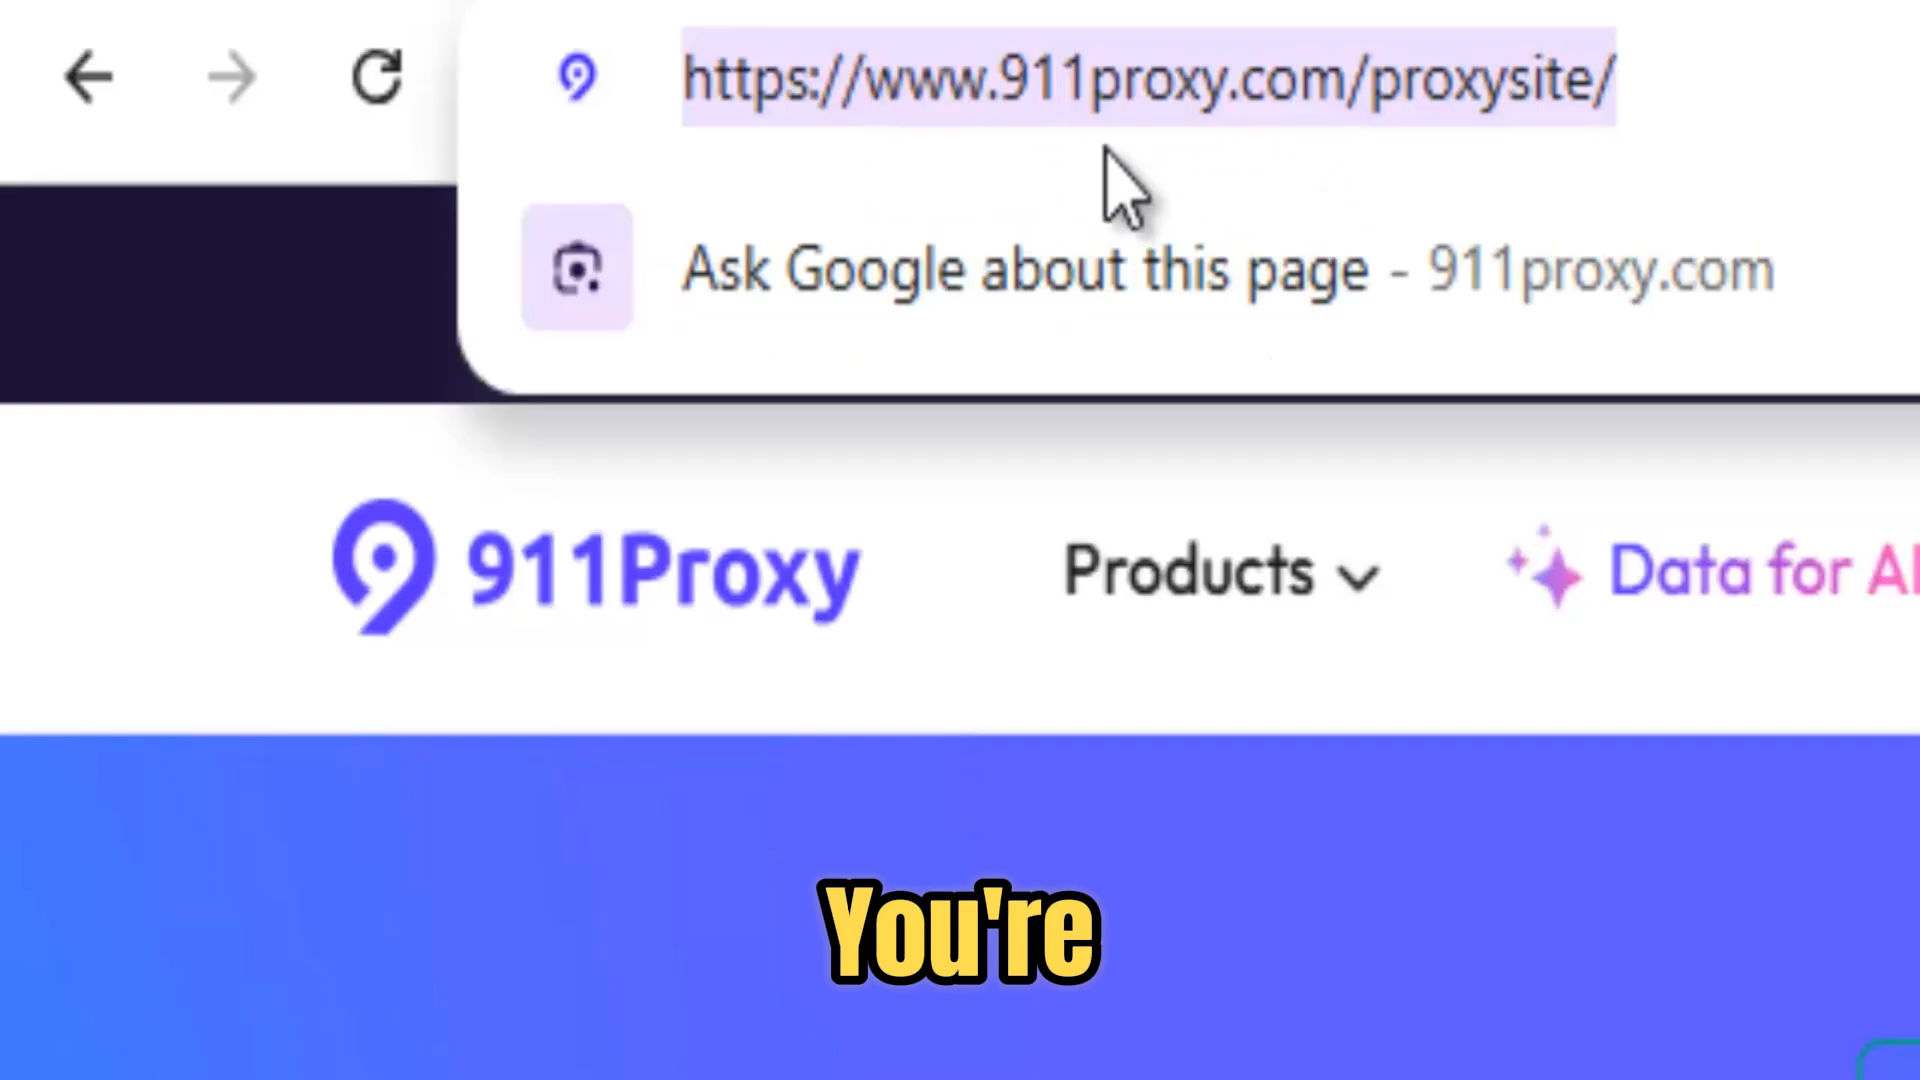 https://www.911proxy.com/proxysite/
Ask Google about this page - 911proxy.com
911Proxy
Products
Data for AI
You're